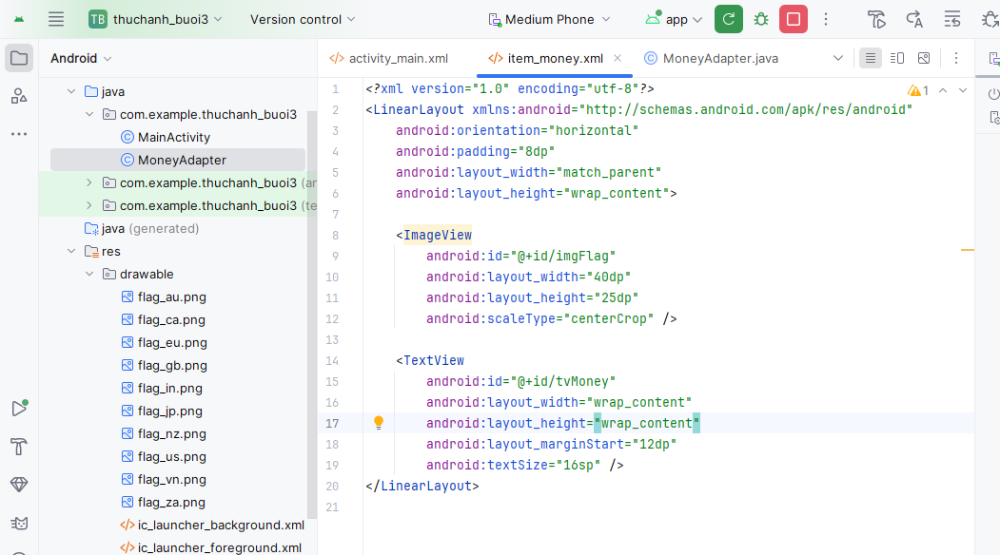 TB thuchanh_buoi3 Version control Medium Phone app
Android
activity_main.xml item_money.xml MoneyAdapter.java
java
com.example.thuchanh_buoi3
MainActivity
MoneyAdapter
com.example.thuchanh_buoi3 (an
com.example.thuchanh_buoi3 (te
java (generated)
res
drawable
flag_au.png
flag_ca.png
flag_eu.png
flag_gb.png
flag_in.png
flag_jp.png
flag_nz.png
flag_us.png
flag_vn.png
flag_za.png
ic_launcher_background.xml
ic_launcher_foreground.xml
1 <?xml version="1.0" encoding="utf-8"?>
1
2 <LinearLayout xmlns:android="http://schemas.android.com/apk/res/android"
3 android:orientation="horizontal"
4 android:padding="8dp"
5 android:layout_width="match_parent"
6 android:layout_height="wrap_content">
7
8 <ImageView
9 android:id="@+id/imgFlag"
10 android:layout_width="40dp"
11 android:layout_height="25dp"
12 android:scaleType="centerCrop" />
13
14 <TextView
15 android:id="@+id/tvMoney"
16 android:layout_width="wrap_content"
17 android:layout_height="wrap_content"
18 android:layout_marginStart="12dp"
19 android:textSize="16sp" />
20 </LinearLayout>
21